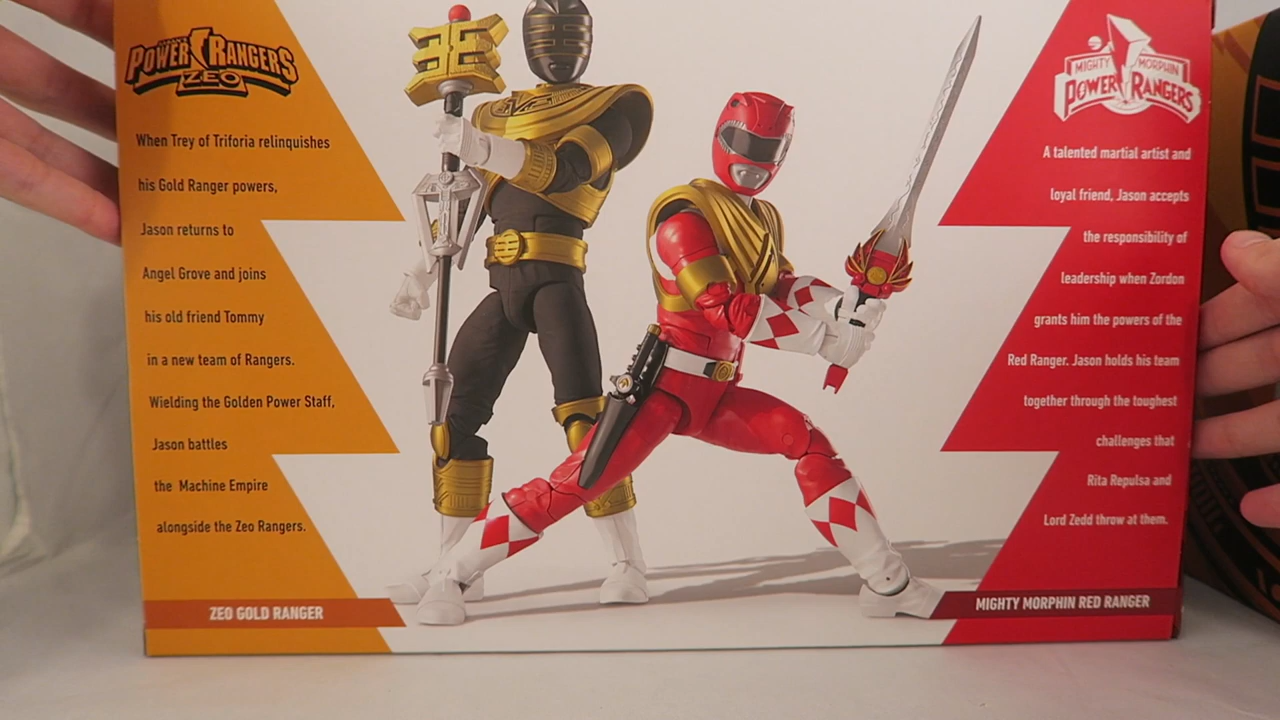 POWER RANGERS
ZEO
When Trey of Triforia relinquishes
his Gold Ranger powers,
Jason returns to
Angel Grove and joins
his old friend Tommy
in a new team of Rangers.
Wielding the Golden Power Staff,
Jason battles
the Machine Empire
alongside the Zeo Rangers.
ZEO GOLD RANGER
MIGHTY MORPHIN
POWER RANGERS
A talented martial artist and
loyal friend, Jason accepts
the responsibility of
leadership when Zordon
grants him the powers of the
Red Ranger. Jason holds his team
together through the toughest
challenges that
Rita Repulsa and
Lord Zedd throw at them.
MIGHTY MORPHIN RED RANGER